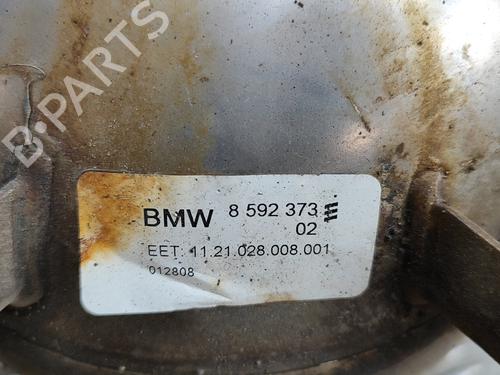 B-PARTS
BMW 8 592 373
02
EET: 11.21.028.008.001
012808